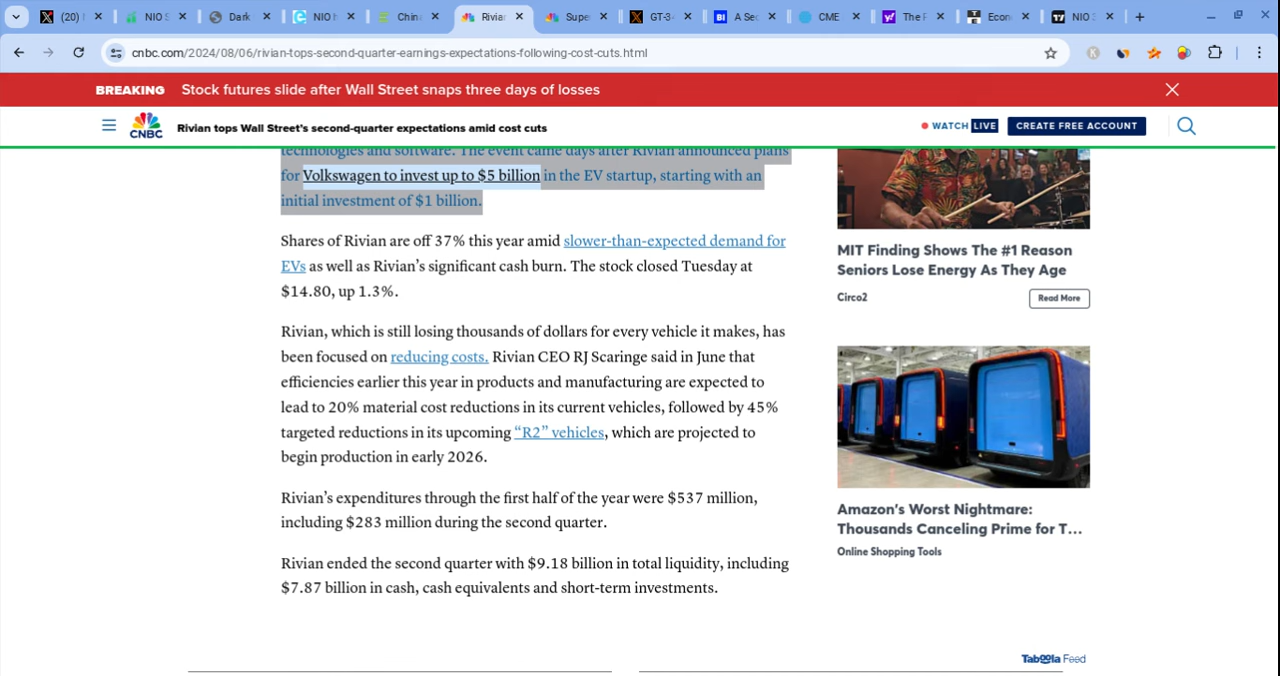 (20) N
NIO S
Dark
NIO h
China
Rivian
Supe
GT-3
A Sec
CME
The F
Econ
NIO 3
cnbc.com/2024/08/06/rivian-tops-second-quarter-earnings-expectations-following-cost-cuts.html
BREAKING Stock futures slide after Wall Street snaps three days of losses
CNBC
Rivian tops Wall Street's second-quarter expectations amid cost cuts
WATCH LIVE
CREATE FREE ACCOUNT
technologies and software. The event came days after Rivian announced plans
for Volkswagen to invest up to $5 billion in the EV startup, starting with an
initial investment of $1 billion.
Shares of Rivian are off 37% this year amid slower-than-expected demand for
EVs as well as Rivian's significant cash burn. The stock closed Tuesday at
$14.80, up 1.3%.
Rivian, which is still losing thousands of dollars for every vehicle it makes, has
been focused on reducing costs. Rivian CEO RJ Scaringe said in June that
efficiencies earlier this year in products and manufacturing are expected to
lead to 20% material cost reductions in its current vehicles, followed by 45%
targeted reductions in its upcoming “R2” vehicles, which are projected to
begin production in early 2026.
Rivian's expenditures through the first half of the year were $537 million,
including $283 million during the second quarter.
Rivian ended the second quarter with $9.18 billion in total liquidity, including
$7.87 billion in cash, cash equivalents and short-term investments.
MIT Finding Shows The #1 Reason
Seniors Lose Energy As They Age
Circo2
Read More
Amazon's Worst Nightmare:
Thousands Canceling Prime for T...
Online Shopping Tools
Taboola Feed